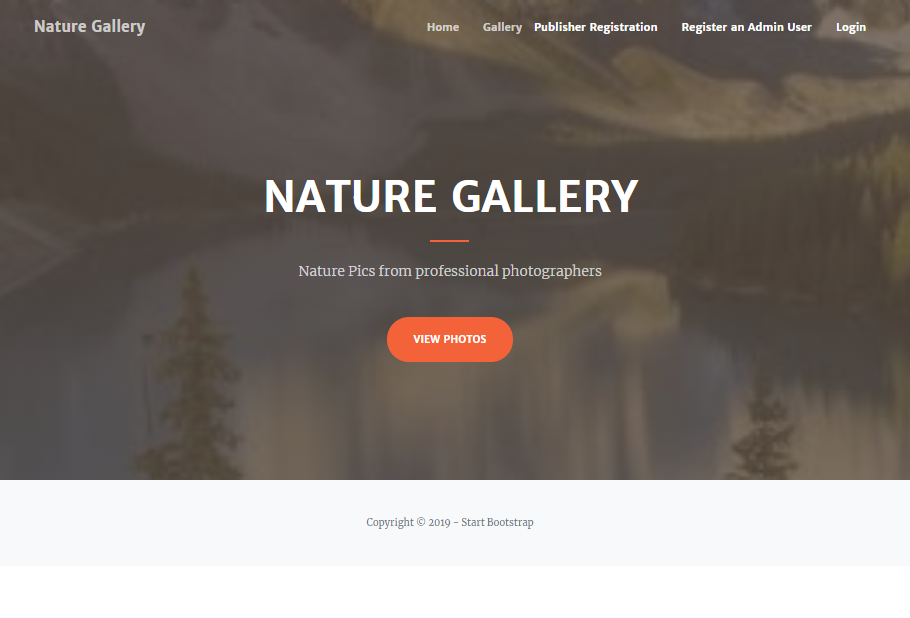 Nature Gallery
Home Gallery Publisher Registration Register an Admin User Login
NATURE GALLERY
Nature Pics from professional photographers
VIEW PHOTOS
Copyright © 2019 - Start Bootstrap